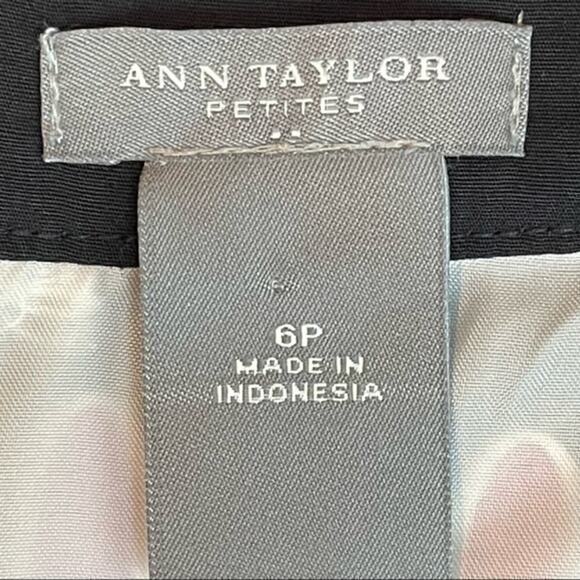 ANN TAYLOR
PETITES
6P
MADE IN
INDONESIA